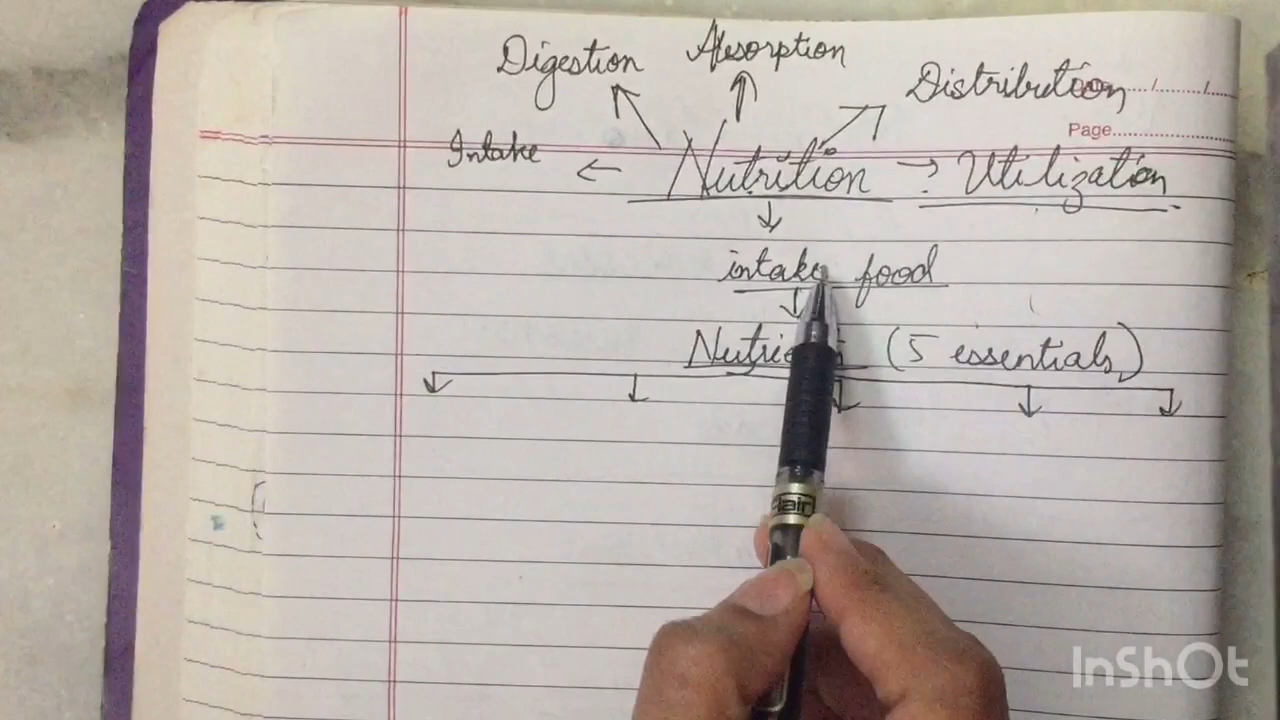 Digestion Absorption Distribution
Page
Intake ← Nutrition → Utilization
intake food
(5 essentials)
InShOt